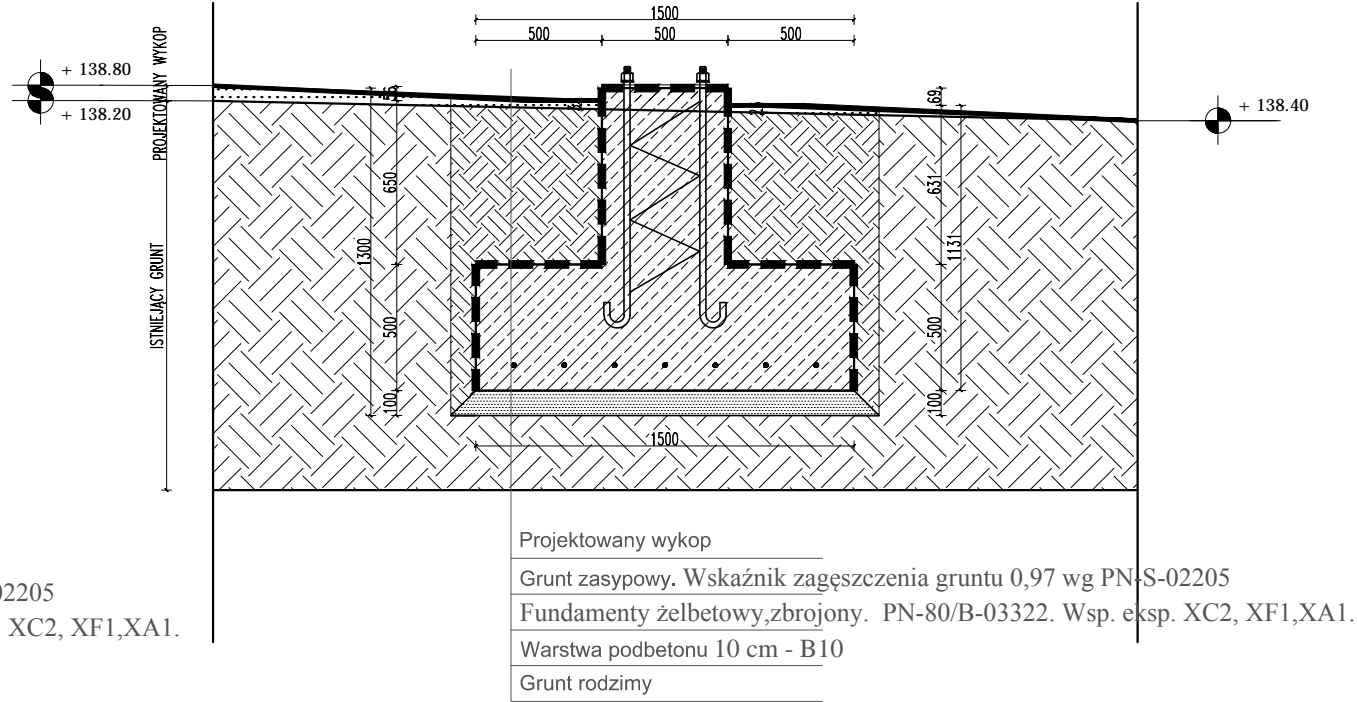 1500
500 500 500
+ 138.80
+ 138.20
PROJEKTOWANY WYKOP
ISTNIEJĄCY GRUNT
69
+ 138.40
650
1300
500
100
631
1131
500
100
1500
Projektowany wykop
Grunt zasypowy. Wskaźnik zagęszczenia gruntu 0,97 wg PN-S-02205
Fundamenty żelbetowy,zbrojony. PN-80/B-03322. Wsp. eksp. XC2, XF1,XA1.
Warstwa podbetonu 10 cm - B10
Grunt rodzimy
02205
XC2, XF1,XA1.